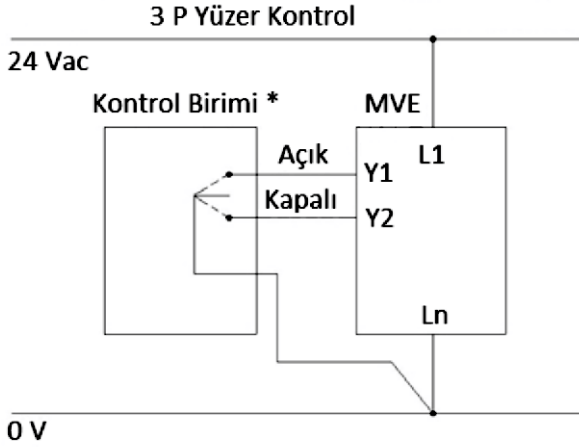 3 P Yüzer Kontrol
24 Vac
Kontrol Birimi *
MVE
Açık
Y1
L1
Kapalı
Y2
Ln
0 V